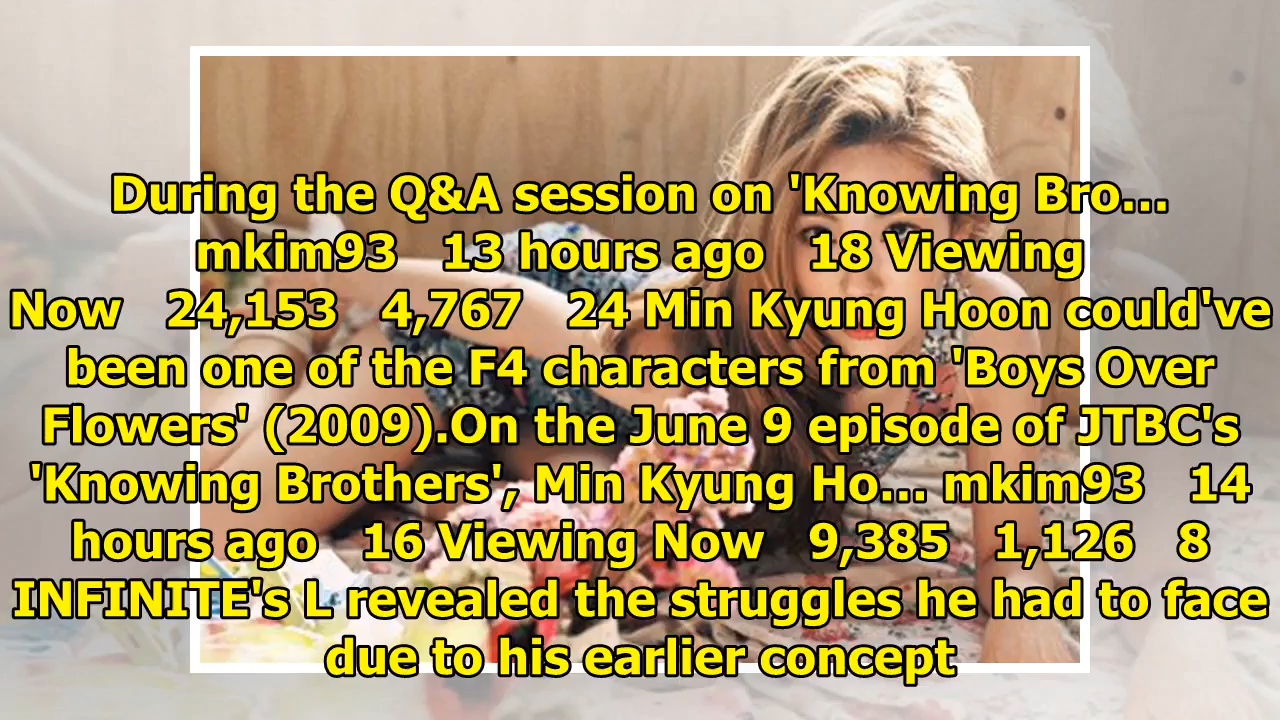 During the Q&A session on 'Knowing Bro...
mkim93 13 hours ago 18 Viewing
Now 24,153 4,767 24 Min Kyung Hoon could've
been one of the F4 characters from 'Boys Over
Flowers' (2009).On the June 9 episode of JTBC's
'Knowing Brothers', Min Kyung Ho... mkim93 14
hours ago 16 Viewing Now 9,385 1,126 8
INFINITE's L revealed the struggles he had to face
due to his earlier concept